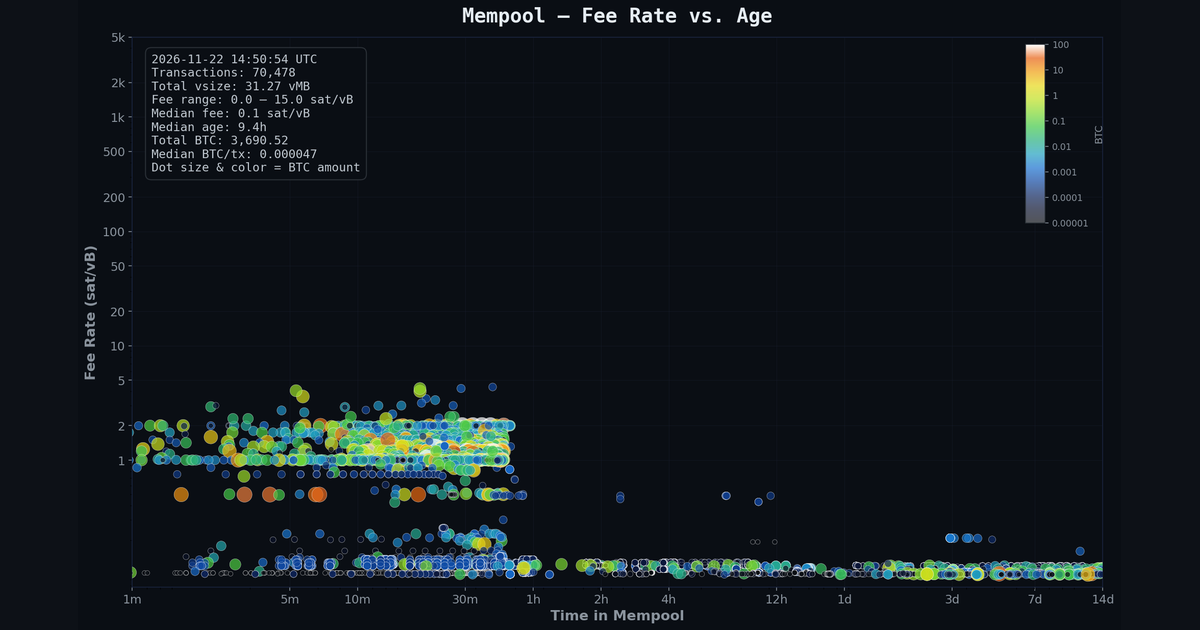 Mempool — Fee Rate vs. Age
2026-11-22 14:50:54 UTC
Transactions: 70,478
Total vsize: 31.27 vMB
Fee range: 0.0 – 15.0 sat/vB
Median fee: 0.1 sat/vB
Median age: 9.4h
Total BTC: 3,690.52
Median BTC/tx: 0.000047
Dot size & color = BTC amount
100
10
1
0.1
0.01
0.001
0.0001
0.00001
BTC
Fee Rate (sat/vB)
5k
2k
1k
500
200
100
50
20
10
5
2
1
1m
5m
10m
30m
1h
2h
4h
12h
1d
3d
7d
14d
Time in Mempool